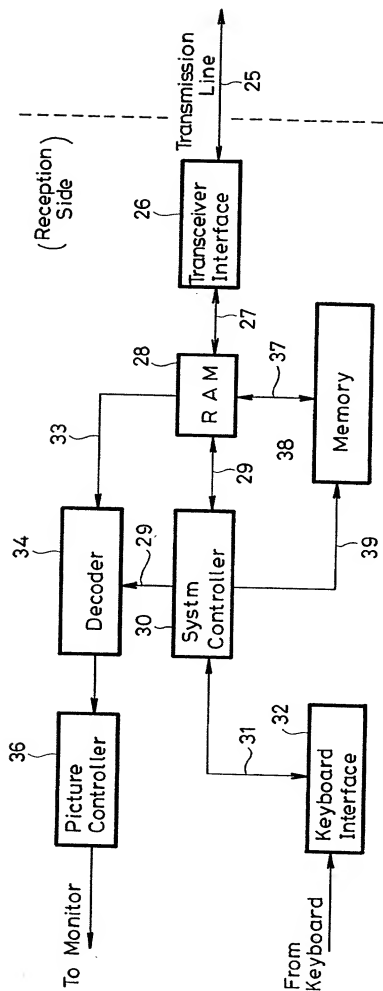 ( Reception
Side )
Transmission
Line
25
26
Transceiver
Interface
27
28
RAM
33
37
38
Memory
29
34
Decoder
29
30
Systm
Controller
39
36
Picture
Controller
31
32
Keyboard
Interface
To Monitor
From
Keyboard